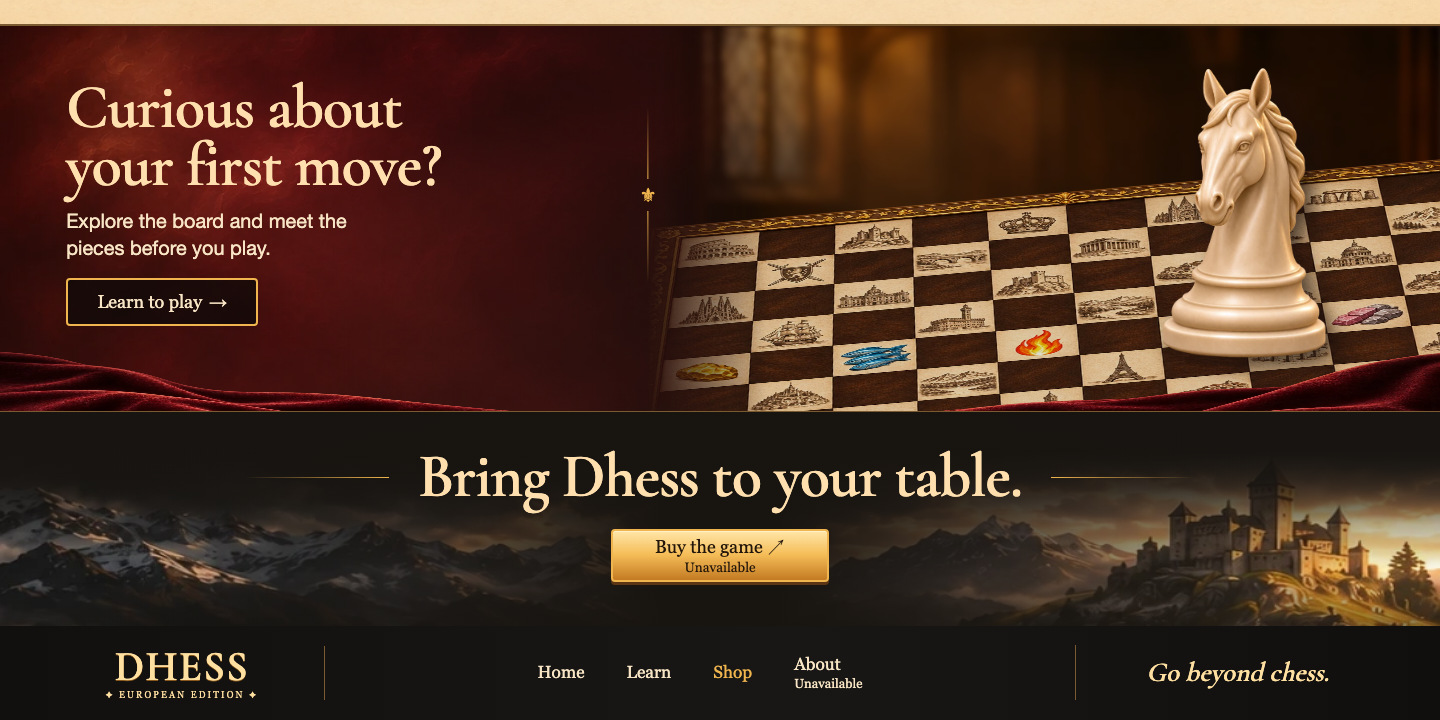 Curious about
your first move?
Explore the board and meet the
pieces before you play.
Learn to play →
Bring Dhess to your table.
Buy the game ↗
Unavailable
DHESS
✦ EUROPEAN EDITION ✦
Home
Learn
Shop
About
Unavailable
Go beyond chess.